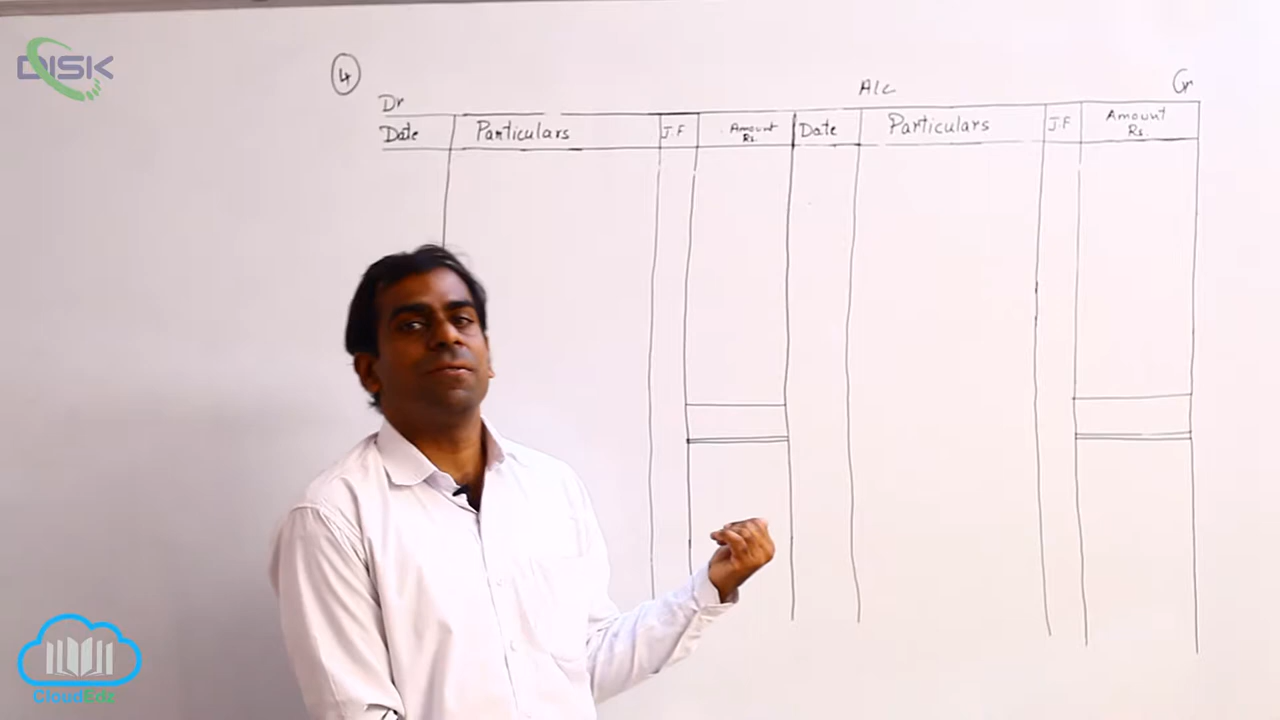 DISK
4
Dr A/c Cr
Date Particulars J.F Amount Rs. Date Particulars J.F Amount Rs.
CloudEdz